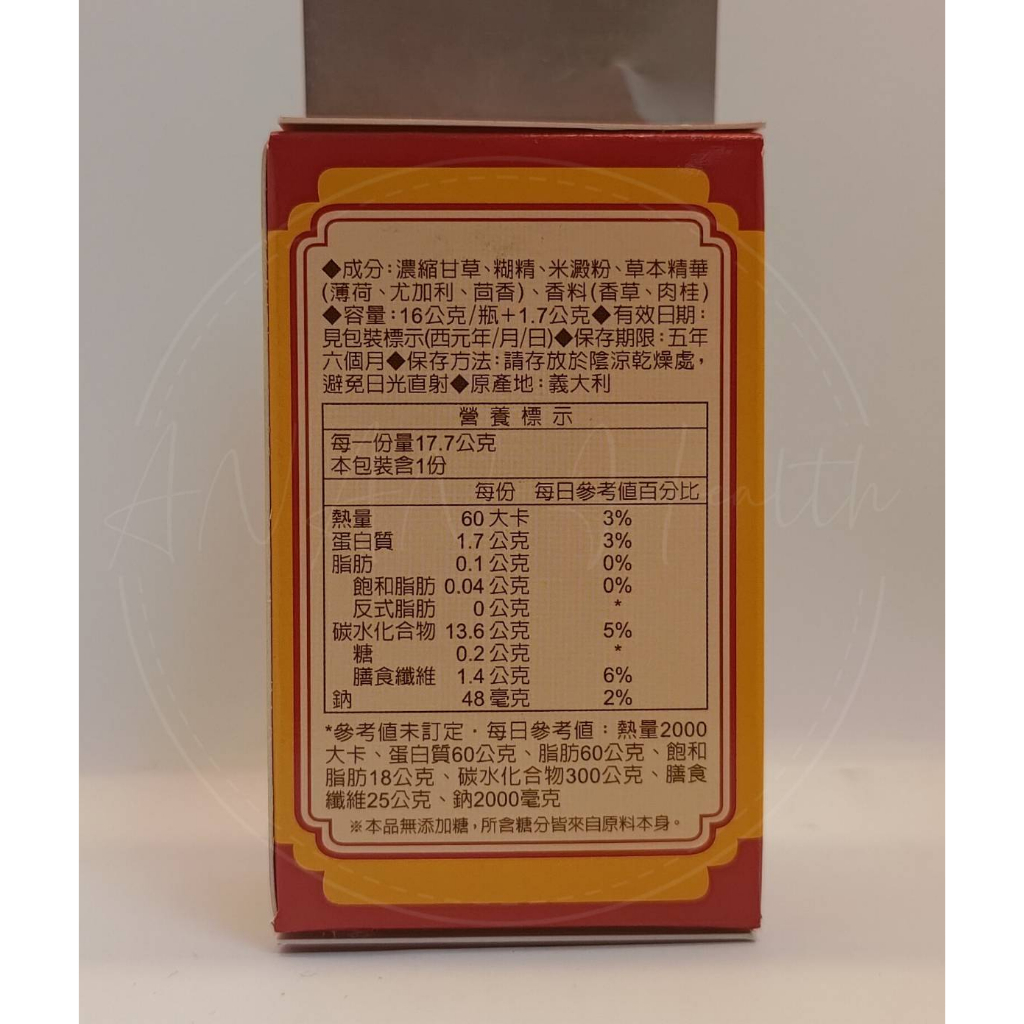 ◆成分:濃縮甘草、糊精、米澱粉、草本精華
(薄荷、尤加利、茴香)、香料(香草、肉桂)
◆容量:16公克/瓶+1.7公克◆有效日期:
見包裝標示(西元年/月/日)◆保存期限:五年
六個月◆保存方法:請存放於陰涼乾燥處,
避免日光直射◆原產地:義大利
營養標示
每一份量17.7公克
本包裝含1份
每份 每日參考值百分比
熱量 60大卡 3%
蛋白質 1.7公克 3%
脂肪 0.1公克 0%
飽和脂肪 0.04公克 0%
反式脂肪 0公克 *
碳水化合物 13.6公克 5%
糖 0.2公克 *
膳食纖維 1.4公克 6%
鈉 48毫克 2%
*參考值未訂定‧每日參考值:熱量2000
大卡、蛋白質60公克、脂肪60公克、飽和
脂肪18公克、碳水化合物300公克、膳食
纖維25公克、鈉2000毫克
※本品無添加糖,所含糖分皆來自原料本身。